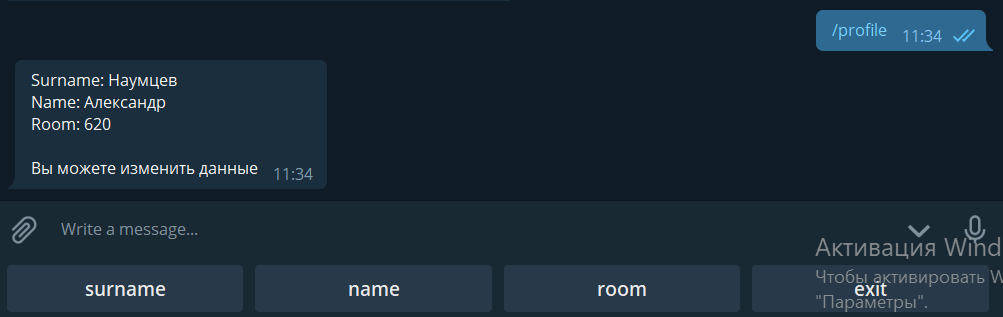 /profile 11:34
Surname: Наумцев
Name: Александр
Room: 620
Вы можете изменить данные 11:34
Write a message...
Активация Wind
Чтобы активировать W
"Параметры".
surname name room exit